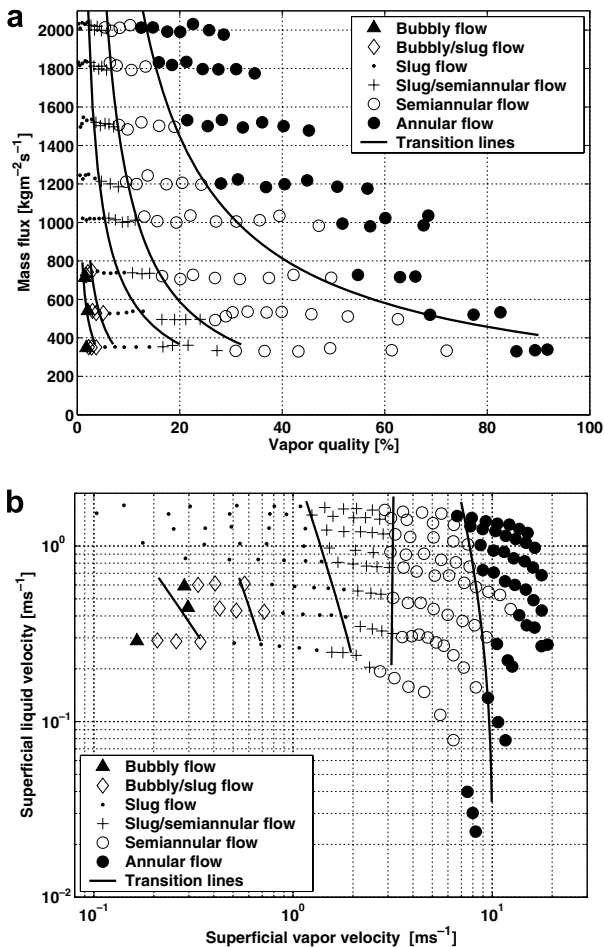 a
2000
1800
1600
1400
1200
1000
800
600
400
200
0
Mass flux [kgm⁻²s⁻¹]
Bubbly flow
Bubbly/slug flow
Slug flow
Slug/semiannular flow
Semiannular flow
Annular flow
Transition lines
0 20 40 60 80 100
Vapor quality [%]
b
10⁰
10⁻¹
10⁻²
Superficial liquid velocity [ms⁻¹]
Bubbly flow
Bubbly/slug flow
Slug flow
Slug/semiannular flow
Semiannular flow
Annular flow
Transition lines
10⁻¹ 10⁰ 10¹
Superficial vapor velocity [ms⁻¹]